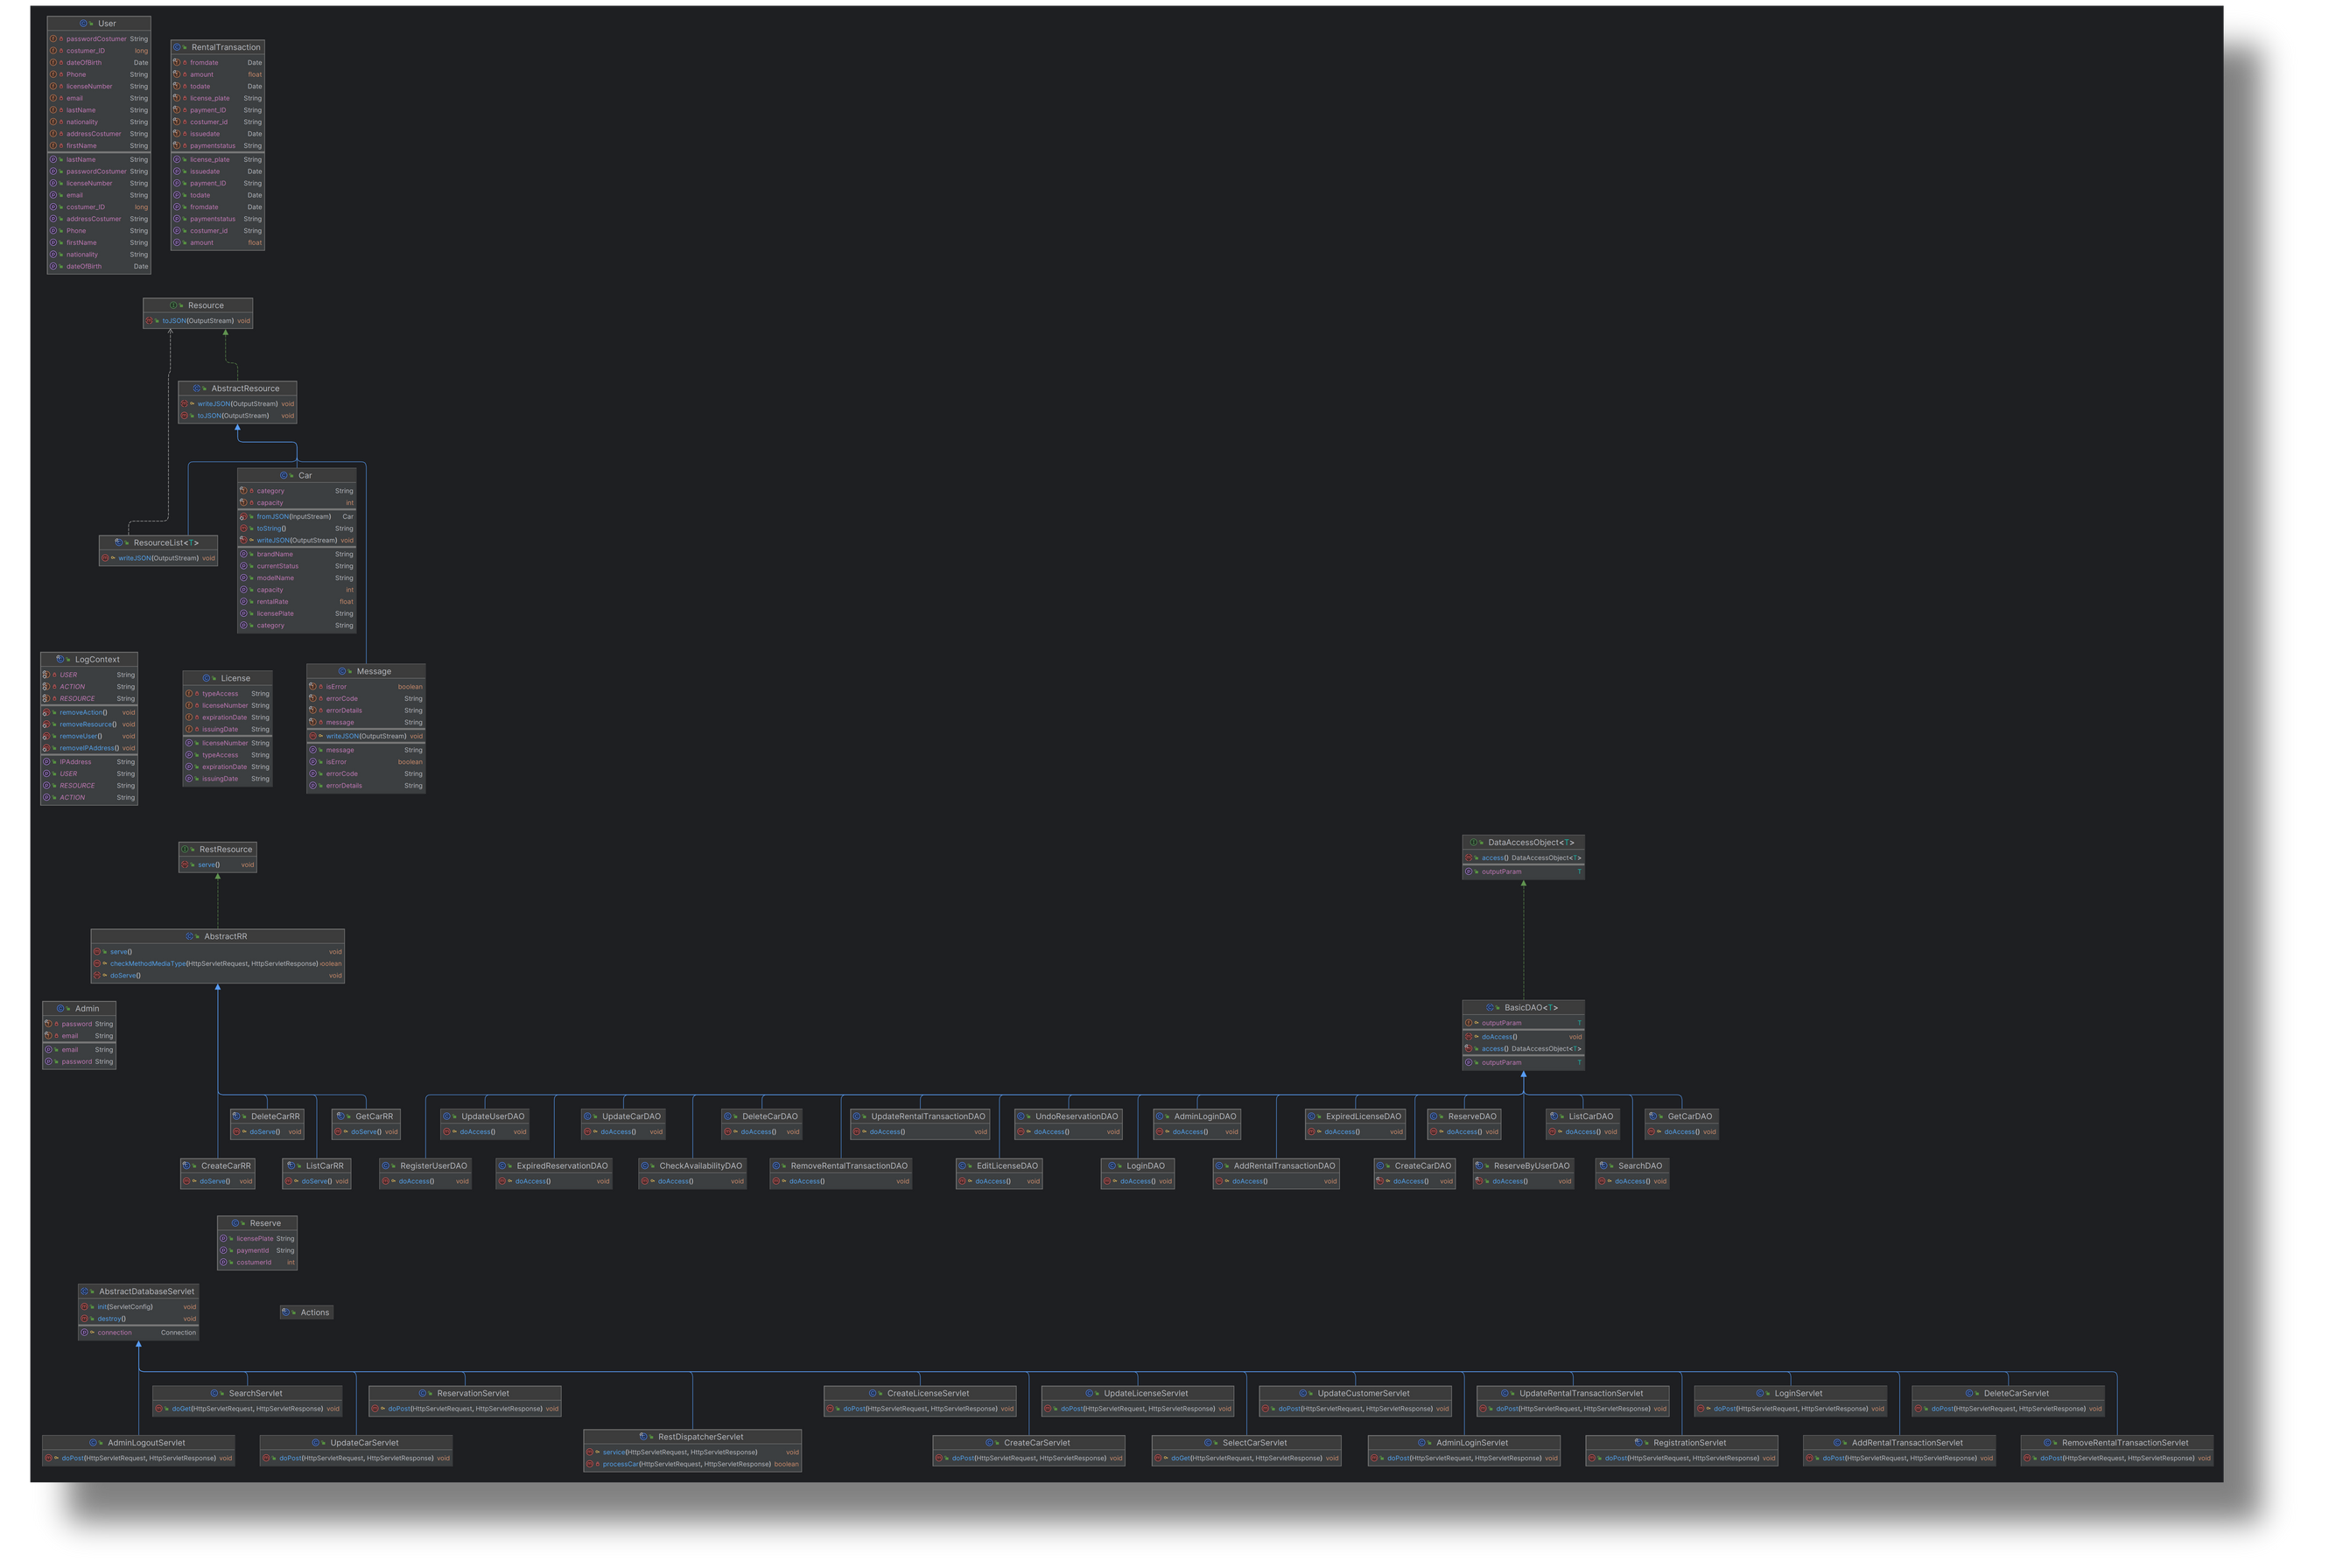 User
passwordCostumer String
costumer_ID long
dateOfBirth Date
Phone String
licenseNumber String
email String
lastName String
nationality String
addressCostumer String
firstName String
lastName String
passwordCostumer String
licenseNumber String
email String
costumer_ID long
addressCostumer String
Phone String
firstName String
nationality String
dateOfBirth Date
RentalTransaction
fromdate Date
amount float
todate Date
license_plate String
payment_ID String
costumer_id String
issuedate Date
paymentstatus String
license_plate String
issuedate Date
payment_ID String
todate Date
fromdate Date
paymentstatus String
costumer_id String
amount float
Resource
toJSON(OutputStream) void
AbstractResource
writeJSON(OutputStream) void
toJSON(OutputStream) void
Car
category String
capacity int
fromJSON(InputStream) Car
toString() String
writeJSON(OutputStream) void
brandName String
currentStatus String
modelName String
capacity int
rentalRate float
licensePlate String
category String
ResourceList<T>
writeJSON(OutputStream) void
LogContext
USER String
ACTION String
RESOURCE String
removeAction() void
removeResource() void
removeUser() void
removeIPAddress() void
IPAddress String
USER String
RESOURCE String
ACTION String
License
typeAccess String
licenseNumber String
expirationDate String
issuingDate String
licenseNumber String
typeAccess String
expirationDate String
issuingDate String
Message
isError boolean
errorCode String
errorDetails String
message String
writeJSON(OutputStream) void
message String
isError boolean
errorCode String
errorDetails String
RestResource
serve() void
DataAccessObject<T>
access() DataAccessObject<T>
outputParam T
AbstractRR
serve() void
checkMethodMediaType(HttpServletRequest, HttpServletResponse) oolean
doServe() void
Admin
password String
email String
email String
password String
BasicDAO<T>
outputParam T
doAccess() void
access() DataAccessObject<T>
outputParam T
DeleteCarRR
doServe() void
GetCarRR
doServe() void
UpdateUserDAO
doAccess() void
UpdateCarDAO
doAccess() void
DeleteCarDAO
doAccess() void
UpdateRentalTransactionDAO
doAccess() void
UndoReservationDAO
doAccess() void
AdminLoginDAO
doAccess() void
ExpiredLicenseDAO
doAccess() void
ReserveDAO
doAccess() void
ListCarDAO
doAccess() void
GetCarDAO
doAccess() void
CreateCarRR
doServe() void
ListCarRR
doServe() void
RegisterUserDAO
doAccess() void
ExpiredReservationDAO
doAccess() void
CheckAvailabilityDAO
doAccess() void
RemoveRentalTransactionDAO
doAccess() void
EditLicenseDAO
doAccess() void
LoginDAO
doAccess() void
AddRentalTransactionDAO
doAccess() void
CreateCarDAO
doAccess() void
ReserveByUserDAO
doAccess() void
SearchDAO
doAccess() void
Reserve
licensePlate String
paymentId String
costumerId int
AbstractDatabaseServlet
init(ServletConfig) void
destroy() void
connection Connection
Actions
SearchServlet
doGet(HttpServletRequest, HttpServletResponse) void
ReservationServlet
doPost(HttpServletRequest, HttpServletResponse) void
CreateLicenseServlet
doPost(HttpServletRequest, HttpServletResponse) void
UpdateLicenseServlet
doPost(HttpServletRequest, HttpServletResponse) void
UpdateCustomerServlet
doPost(HttpServletRequest, HttpServletResponse) void
UpdateRentalTransactionServlet
doPost(HttpServletRequest, HttpServletResponse) void
LoginServlet
doPost(HttpServletRequest, HttpServletResponse) void
DeleteCarServlet
doPost(HttpServletRequest, HttpServletResponse) void
AdminLogoutServlet
doPost(HttpServletRequest, HttpServletResponse) void
UpdateCarServlet
doPost(HttpServletRequest, HttpServletResponse) void
RestDispatcherServlet
service(HttpServletRequest, HttpServletResponse) void
processCar(HttpServletRequest, HttpServletResponse) boolean
CreateCarServlet
doPost(HttpServletRequest, HttpServletResponse) void
SelectCarServlet
doGet(HttpServletRequest, HttpServletResponse) void
AdminLoginServlet
doPost(HttpServletRequest, HttpServletResponse) void
RegistrationServlet
doPost(HttpServletRequest, HttpServletResponse) void
AddRentalTransactionServlet
doPost(HttpServletRequest, HttpServletResponse) void
RemoveRentalTransactionServlet
doPost(HttpServletRequest, HttpServletResponse) void